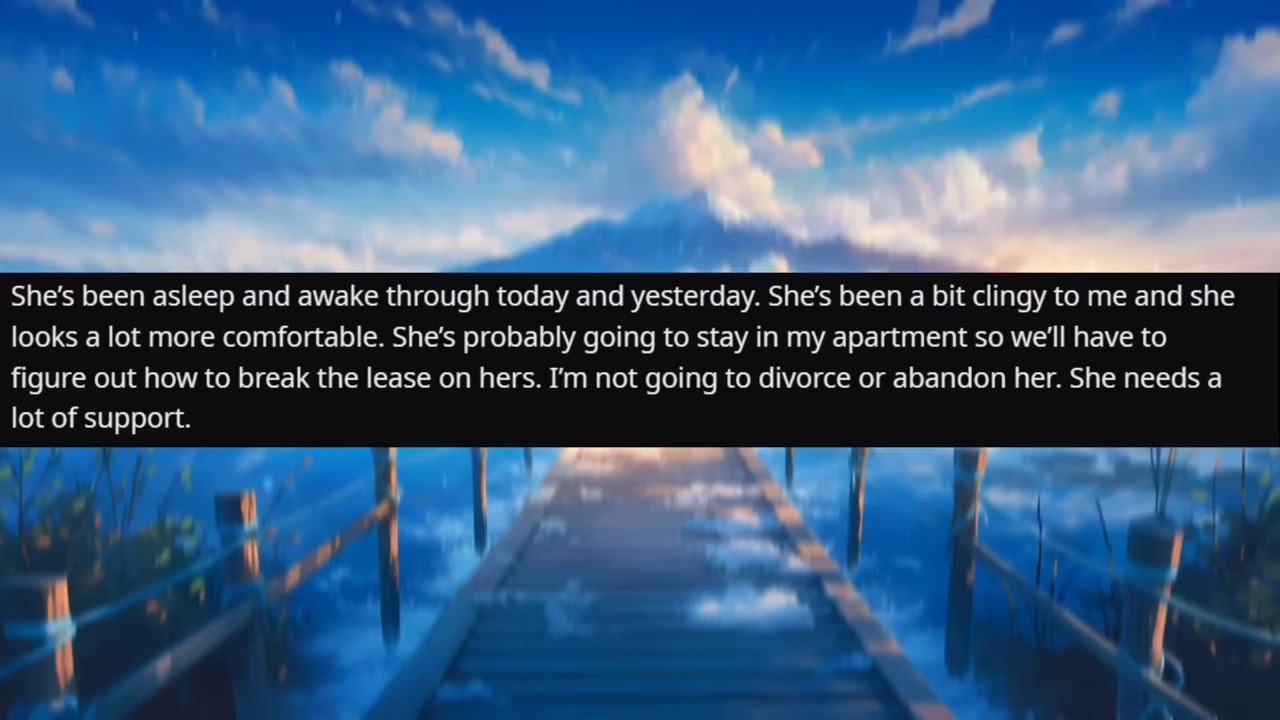 She’s been asleep and awake through today and yesterday. She’s been a bit clingy to me and she
looks a lot more comfortable. She’s probably going to stay in my apartment so we’ll have to
figure out how to break the lease on hers. I’m not going to divorce or abandon her. She needs a
lot of support.